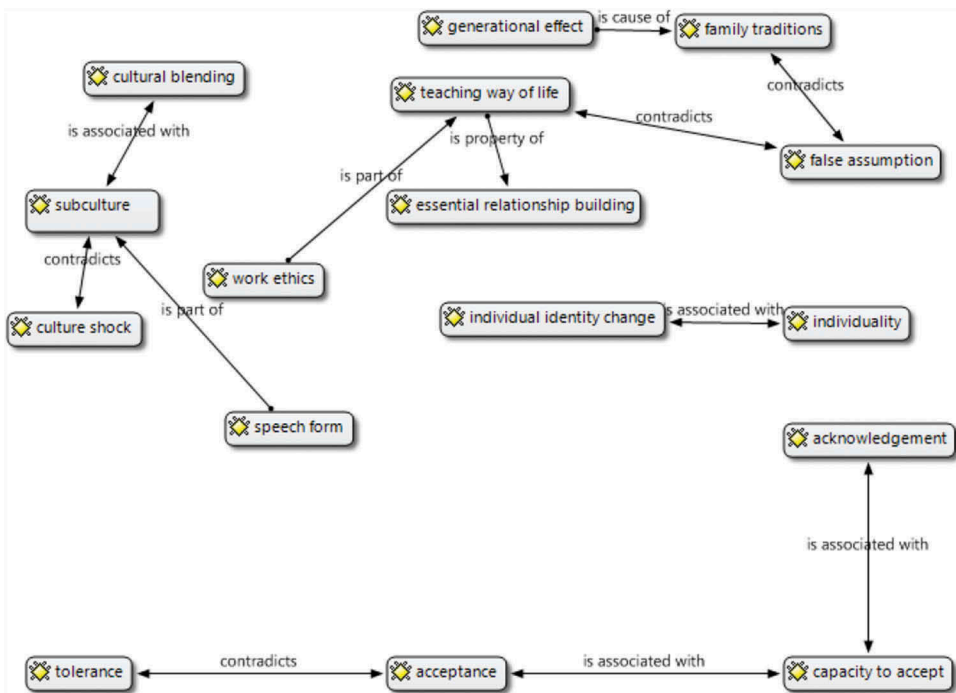 generational effect
is cause of
family traditions
cultural blending
teaching way of life
contradicts
contradicts
is associated with
is property of
false assumption
is part of
subculture
essential relationship building
contradicts
work ethics
is part of
culture shock
individual identity change
is associated with
individuality
speech form
acknowledgement
is associated with
tolerance
contradicts
acceptance
is associated with
capacity to accept